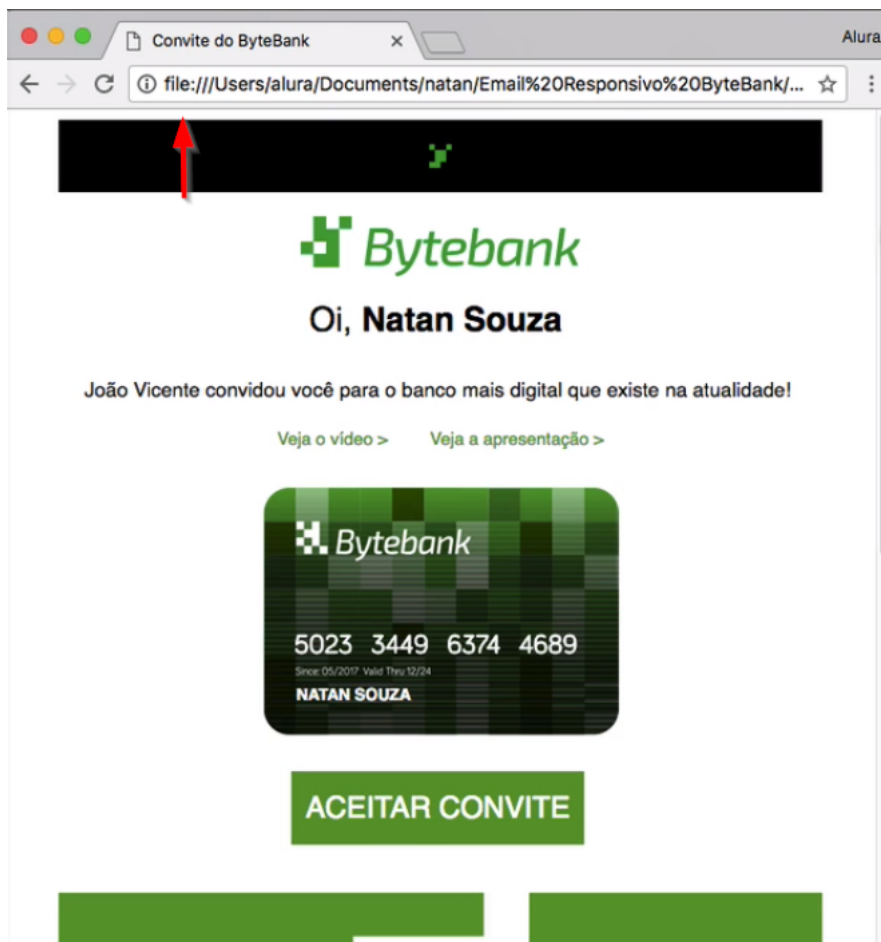 Convite do ByteBank
Alura
file:///Users/alura/Documents/natan/Email%20Responsivo%20ByteBank/...
Bytebank
Oi, Natan Souza
João Vicente convidou você para o banco mais digital que existe na atualidade!
Veja o vídeo > Veja a apresentação >
Bytebank
5023 3449 6374 4689
Since: 05/2017 Valid Thru 12/24
NATAN SOUZA
ACEITAR CONVITE